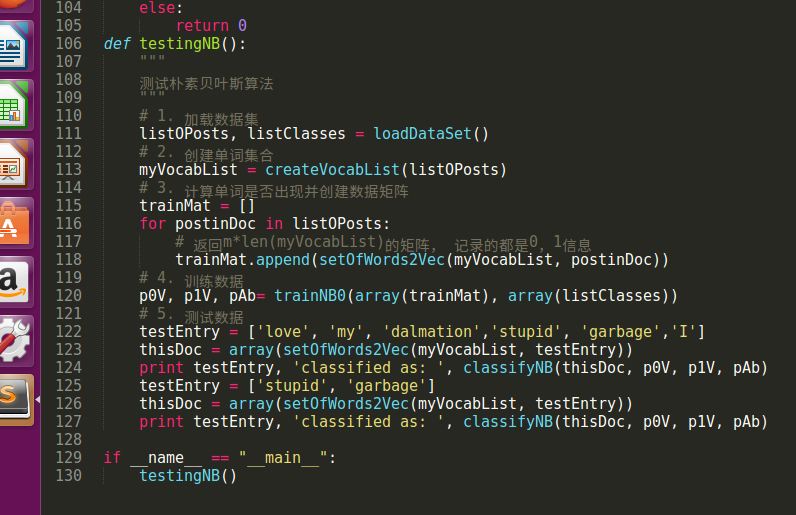 104 else:
105 return 0
106 def testingNB():
107 """
108 测试朴素贝叶斯算法
109 """
110 # 1. 加载数据集
111 listOPosts, listClasses = loadDataSet()
112 # 2. 创建单词集合
113 myVocabList = createVocabList(listOPosts)
114 # 3. 计算单词是否出现并创建数据矩阵
115 trainMat = []
116 for postinDoc in listOPosts:
117 # 返回m*len(myVocabList)的矩阵， 记录的都是0，1信息
118 trainMat.append(setOfWords2Vec(myVocabList, postinDoc))
119 # 4. 训练数据
120 p0V, p1V, pAb= trainNB0(array(trainMat), array(listClasses))
121 # 5. 测试数据
122 testEntry = ['love', 'my', 'dalmation','stupid', 'garbage','I']
123 thisDoc = array(setOfWords2Vec(myVocabList, testEntry))
124 print testEntry, 'classified as: ', classifyNB(thisDoc, p0V, p1V, pAb)
125 testEntry = ['stupid', 'garbage']
126 thisDoc = array(setOfWords2Vec(myVocabList, testEntry))
127 print testEntry, 'classified as: ', classifyNB(thisDoc, p0V, p1V, pAb)
128
129 if __name__ == "__main__":
130 testingNB()